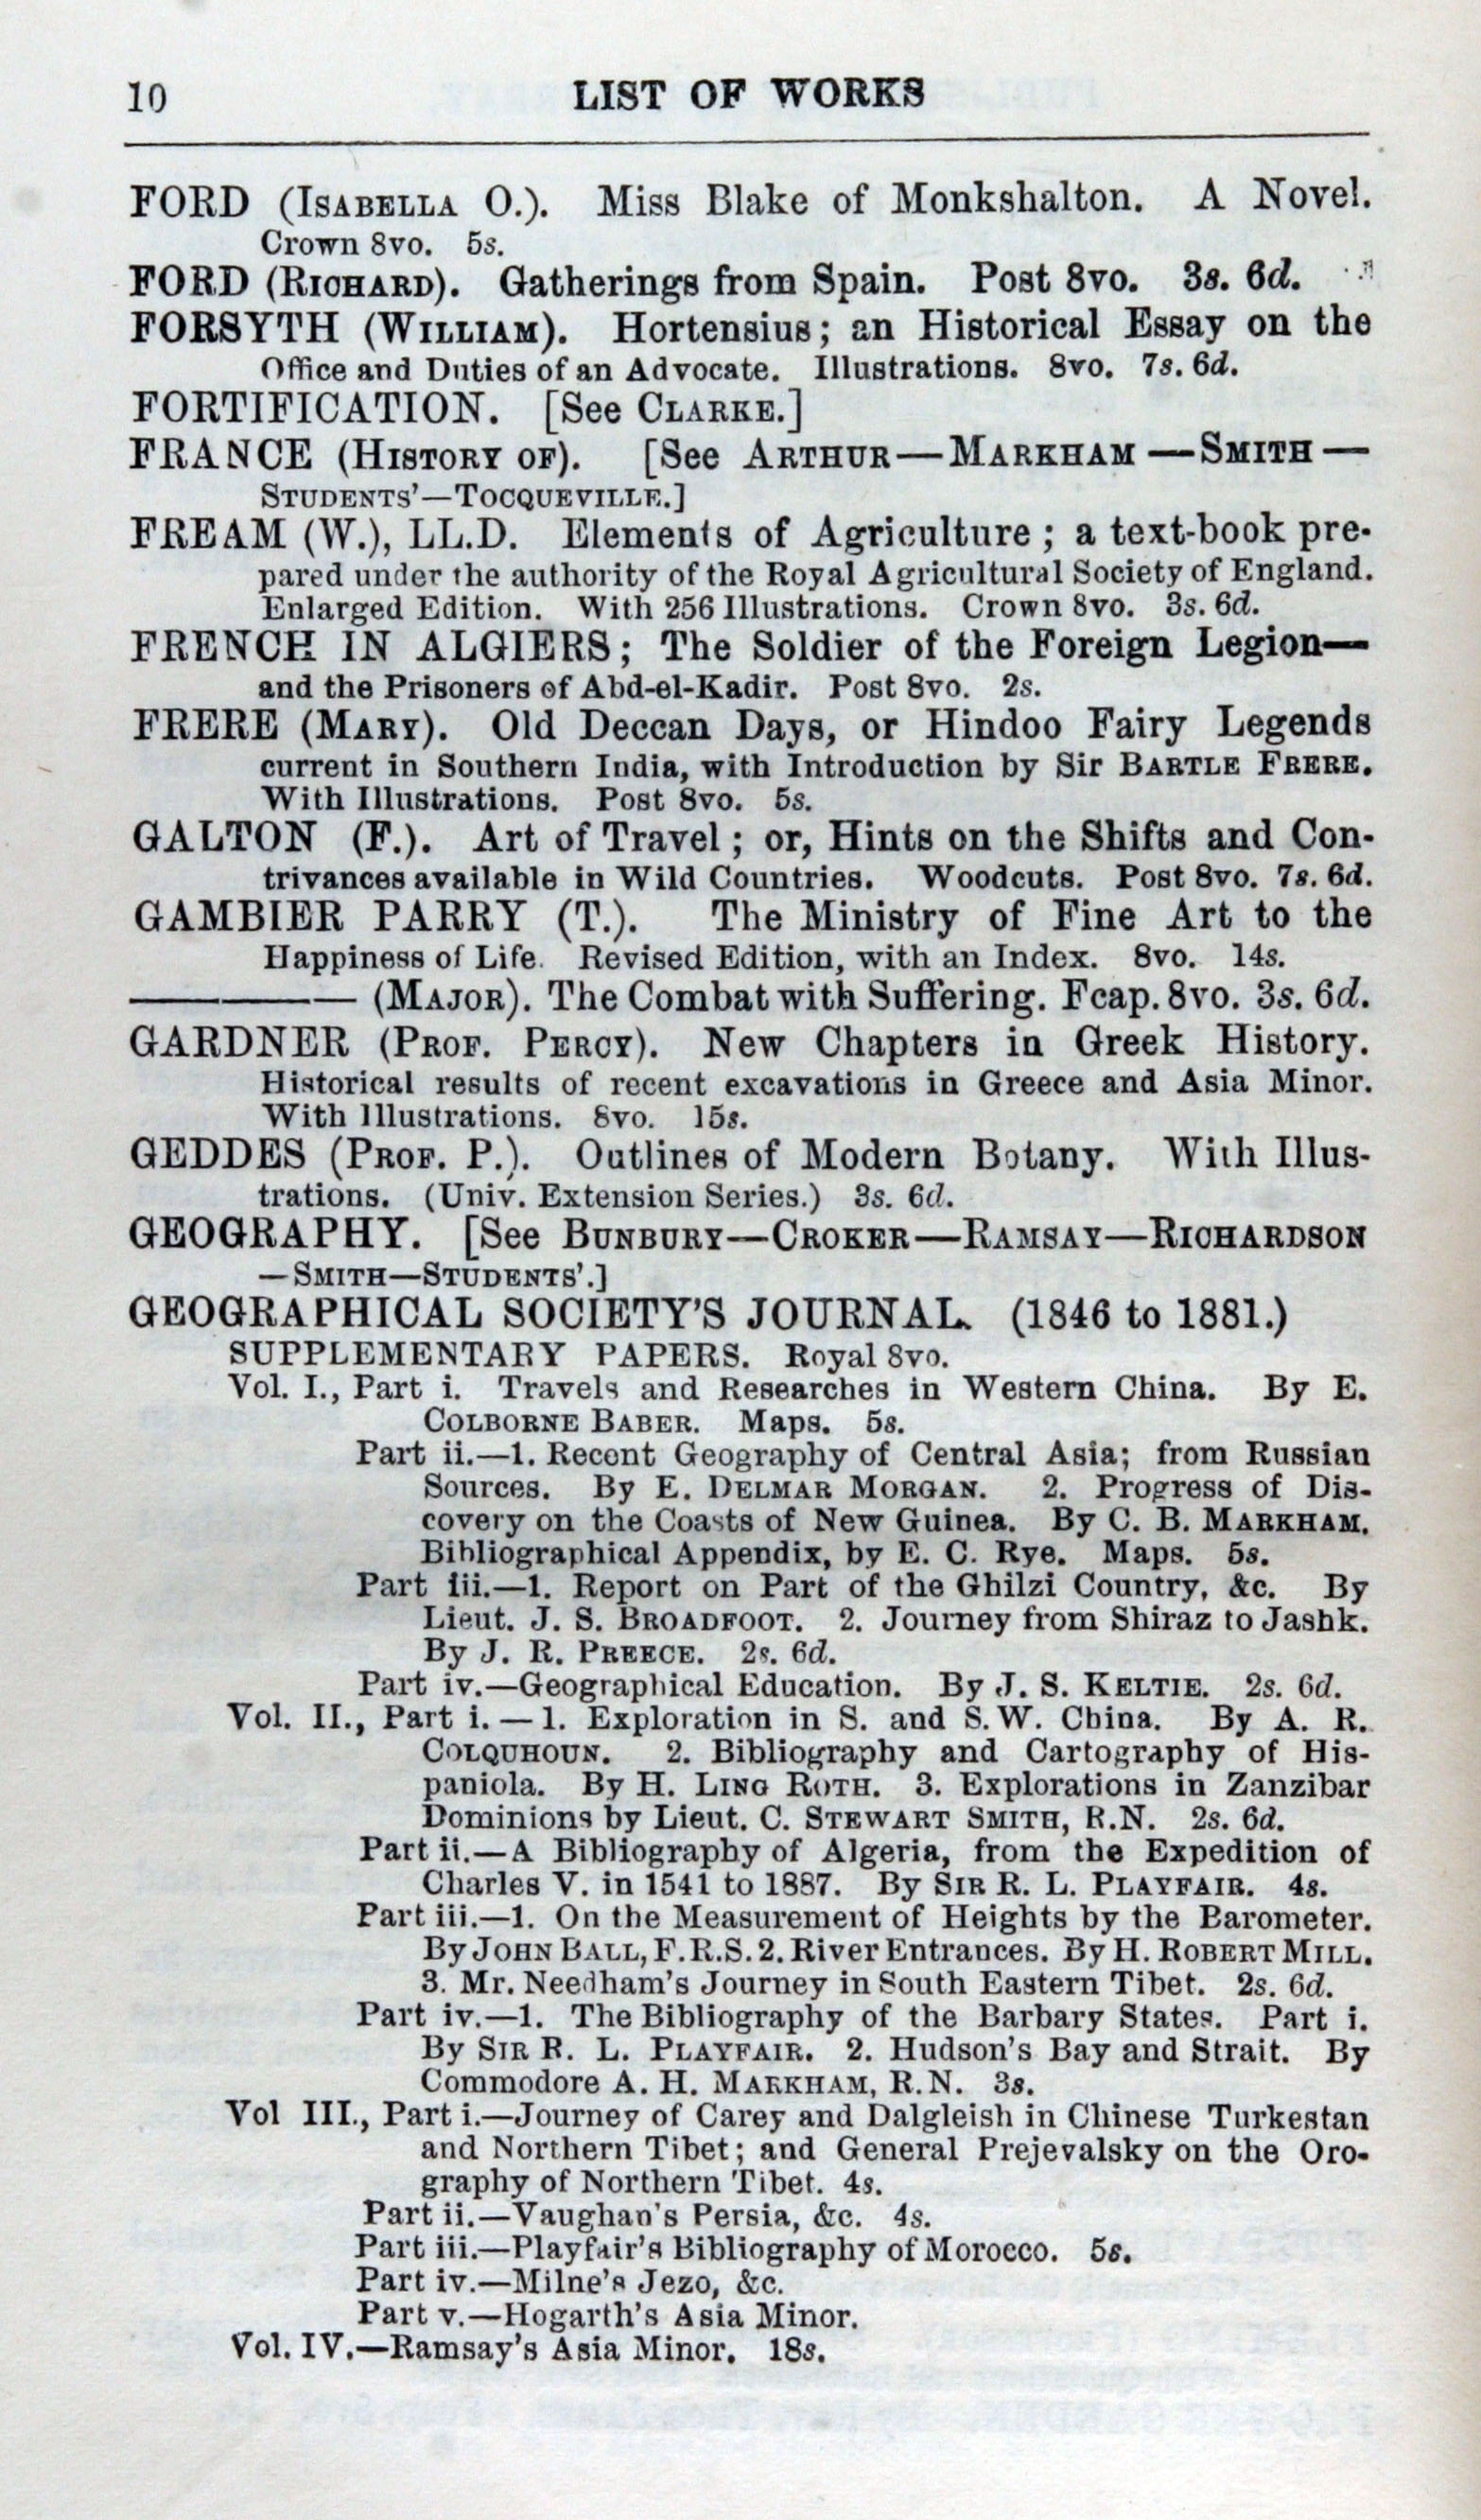 10 LIST OF WORKS
FORD (ISABELLA O.). Miss Blake of Monkshalton. A Novel.
Crown 8vo. 5s.
FORD (RICHARD). Gatherings from Spain. Post 8vo. 3s. 6d.
FORSYTH (WILLIAM). Hortensius; an Historical Essay on the
Office and Duties of an Advocate. Illustrations. 8vo. 7s. 6d.
FORTIFICATION. [See CLARKE.]
FRANCE (HISTORY OF). [See ARTHUR—MARKHAM—SMITH—
STUDENTS'—TOCQUEVILLE.]
FREAM (W.), LL.D. Elements of Agriculture; a text-book pre-
pared under the authority of the Royal Agricultural Society of England.
Enlarged Edition. With 256 Illustrations. Crown 8vo. 3s. 6d.
FRENCH IN ALGIERS; The Soldier of the Foreign Legion—
and the Prisoners of Abd-el-Kadir. Post 8vo. 2s.
FRERE (MARY). Old Deccan Days, or Hindoo Fairy Legends
current in Southern India, with Introduction by Sir BARTLE FRERE.
With Illustrations. Post 8vo. 5s.
GALTON (F.). Art of Travel; or, Hints on the Shifts and Con-
trivances available in Wild Countries. Woodcuts. Post 8vo. 7s. 6d.
GAMBIER PARRY (T.). The Ministry of Fine Art to the
Happiness of Life. Revised Edition, with an Index. 8vo. 14s.
————— (MAJOR). The Combat with Suffering. Fcap. 8vo. 3s. 6d.
GARDNER (PROF. PERCY). New Chapters in Greek History.
Historical results of recent excavations in Greece and Asia Minor.
With Illustrations. 8vo. 15s.
GEDDES (PROF. P.). Outlines of Modern Botany. With Illus-
trations. (Univ. Extension Series.) 3s. 6d.
GEOGRAPHY. [See BUNBURY—CROKER—RAMSAY—RICHARDSON
—SMITH—STUDENTS'.]
GEOGRAPHICAL SOCIETY'S JOURNAL. (1846 to 1881.)
SUPPLEMENTARY PAPERS. Royal 8vo.
Vol. I., Part i. Travels and Researches in Western China. By E.
COLBORNE BABER. Maps. 5s.
Part ii.—1. Recent Geography of Central Asia; from Russian
Sources. By E. DELMAR MORGAN. 2. Progress of Dis-
covery on the Coasts of New Guinea. By C. B. MARKHAM.
Bibliographical Appendix, by E. C. Rye. Maps. 5s.
Part iii.—1. Report on Part of the Ghilzi Country, &c. By
Lieut. J. S. BROADFOOT. 2. Journey from Shiraz to Jashk.
By J. R. PREECE. 2s. 6d.
Part iv.—Geographical Education. By J. S. KELTIE. 2s. 6d.
Vol. II., Part i.—1. Exploration in S. and S.W. China. By A. R.
COLQUHOUN. 2. Bibliography and Cartography of His-
paniola. By H. LING ROTH. 3. Explorations in Zanzibar
Dominions by Lieut. C. STEWART SMITH, R.N. 2s. 6d.
Part ii.—A Bibliography of Algeria, from the Expedition of
Charles V. in 1541 to 1887. By SIR R. L. PLAYFAIR. 4s.
Part iii.—1. On the Measurement of Heights by the Barometer.
By JOHN BALL, F.R.S. 2. River Entrances. By H. ROBERT MILL.
3. Mr. Needham's Journey in South Eastern Tibet. 2s. 6d.
Part iv.—1. The Bibliography of the Barbary States. Part i.
By SIR R. L. PLAYFAIR. 2. Hudson's Bay and Strait. By
Commodore A. H. MARKHAM, R.N. 3s.
Vol III., Part i.—Journey of Carey and Dalgleish in Chinese Turkestan
and Northern Tibet; and General Prejevalsky on the Oro-
graphy of Northern Tibet. 4s.
Part ii.—Vaughan's Persia, &c. 4s.
Part iii.—Playfair's Bibliography of Morocco. 5s.
Part iv.—Milne's Jezo, &c.
Part v.—Hogarth's Asia Minor.
Vol. IV.—Ramsay's Asia Minor. 18s.